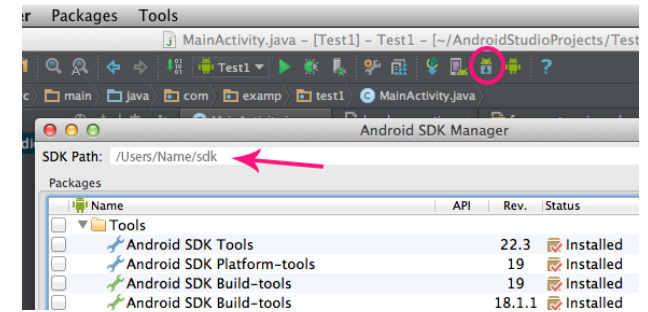 Packages Tools
MainActivity.java – [Test1] – Test1 – [~/AndroidStudioProjects/Test
Test1
main java com examp test1 MainActivity.java
Android SDK Manager
SDK Path: /Users/Name/sdk
Packages
Name API Rev. Status
Tools
Android SDK Tools 22.3 Installed
Android SDK Platform-tools 19 Installed
Android SDK Build-tools 19 Installed
Android SDK Build-tools 18.1.1 Installed